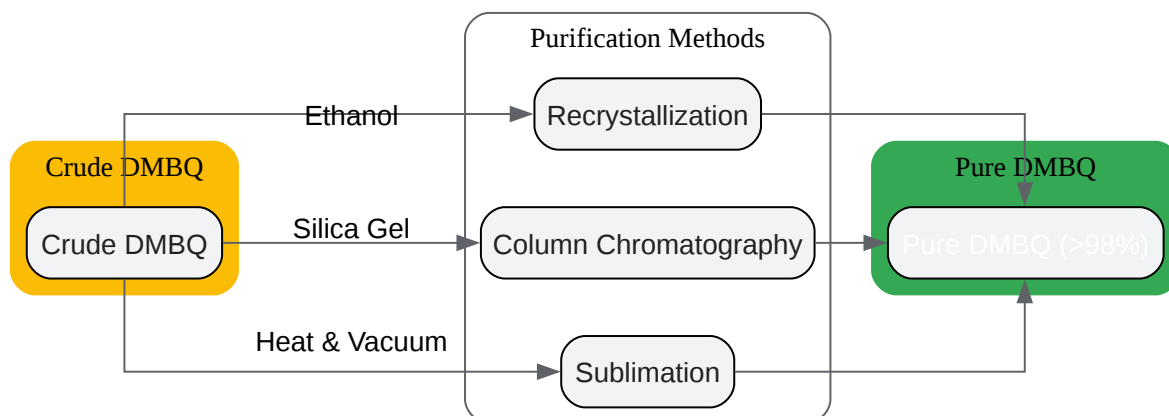 Purification Methods
Ethanol
Recrystallization
Crude DMBQ
Pure DMBQ
Crude DMBQ
Silica Gel
Column Chromatography
Pure DMBQ (>98%)
Heat & Vacuum
Sublimation